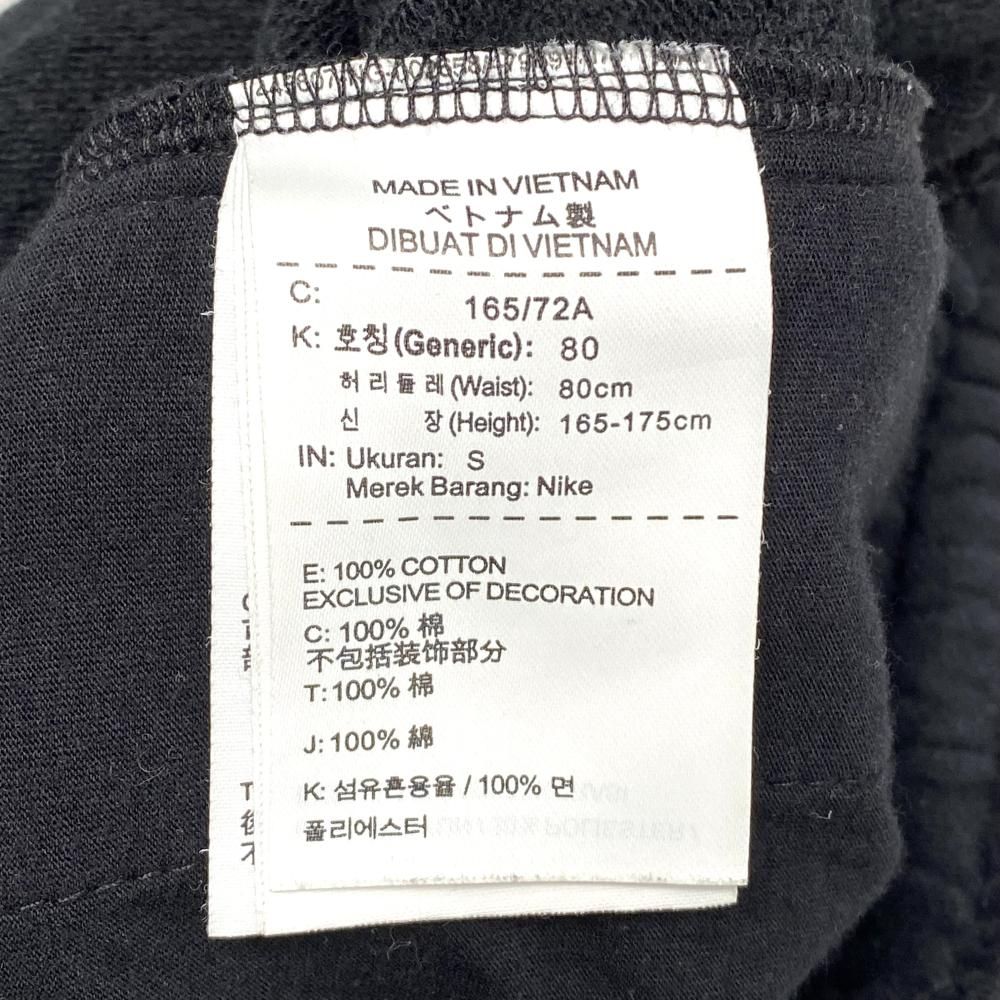 MADE IN VIETNAM
ベトナム製
DIBUAT DI VIETNAM
C: 165/72A
K: 호칭(Generic): 80
허리둘레(Waist): 80cm
신 장(Height): 165-175cm
IN: Ukuran: S
Merek Barang: Nike
E: 100% COTTON
EXCLUSIVE OF DECORATION
C: 100% 棉
不包括装饰部分
T: 100% 棉
J: 100% 綿
K: 섬유혼용율 / 100% 면
폴리에스터